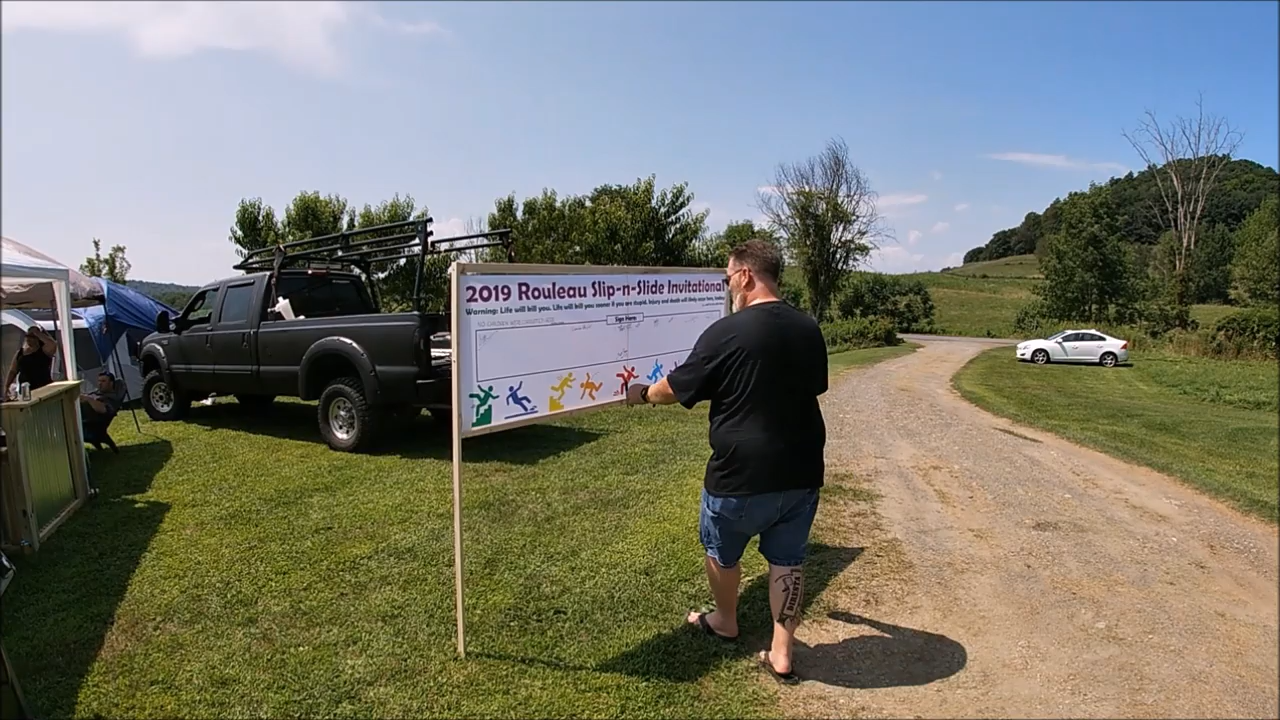 2019 Rouleau Slip-n-Slide Invitational
Warning: Life will kill you. Life will kill you sooner if you are stupid. Injury and death will likely occur here, today.
Sign Here: